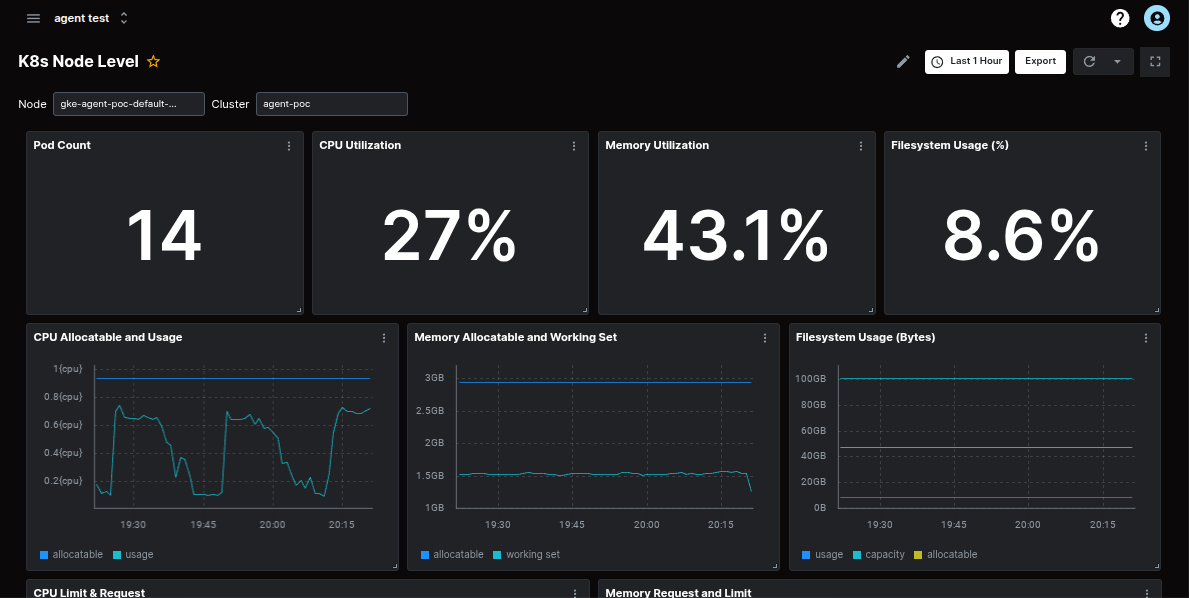 agent test
K8s Node Level
Last 1 Hour
Export
Node gke-agent-poc-default-... Cluster agent-poc
Pod Count
14
CPU Utilization
27%
Memory Utilization
43.1%
Filesystem Usage (%)
8.6%
CPU Allocatable and Usage
1{cpu}
0.8{cpu}
0.6{cpu}
0.4{cpu}
0.2{cpu}
19:30 19:45 20:00 20:15
allocatable usage
Memory Allocatable and Working Set
3GB
2.5GB
2GB
1.5GB
1GB
19:30 19:45 20:00 20:15
allocatable working set
Filesystem Usage (Bytes)
100GB
80GB
60GB
40GB
20GB
0B
19:30 19:45 20:00 20:15
usage capacity allocatable
CPU Limit & Request
Memory Request and Limit